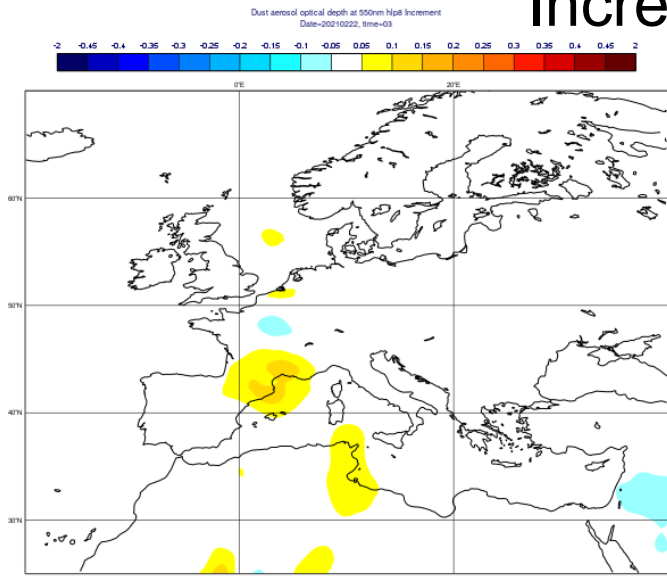 Incre
Dust aerosol optical depth at 550nm hlp8 Increment
Date=20210222, time=03
-2 -0.45 -0.4 -0.35 -0.3 -0.25 -0.2 -0.15 -0.1 -0.05 0.05 0.1 0.15 0.2 0.25 0.3 0.35 0.4 0.45 2
0°E 20°E
60°N
50°N
40°N
30°N